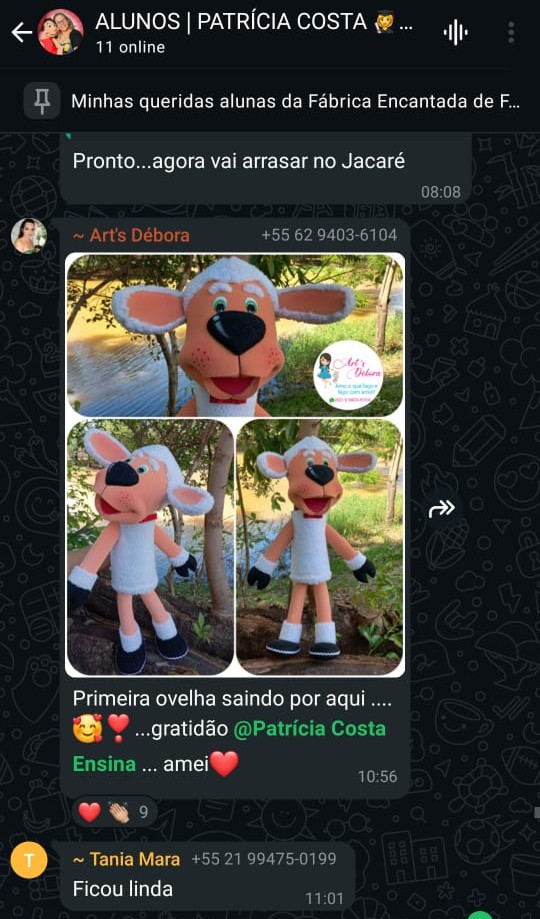 ALUNOS | PATRÍCIA COSTA 👩‍🎓...
11 online
Minhas queridas alunas da Fábrica Encantada de F...
Pronto...agora vai arrasar no Jacaré
08:08
~ Art's Débora +55 62 9403-6104
Art's
Débora
Amo o que faço e
faço com amor!
Primeira ovelha saindo por aqui ....
🥰❣️ ...gratidão @Patrícia Costa
Ensina ... amei❤️
10:56
❤️ 👏🏽 9
T
~ Tania Mara +55 21 99475-0199
Ficou linda
11:01